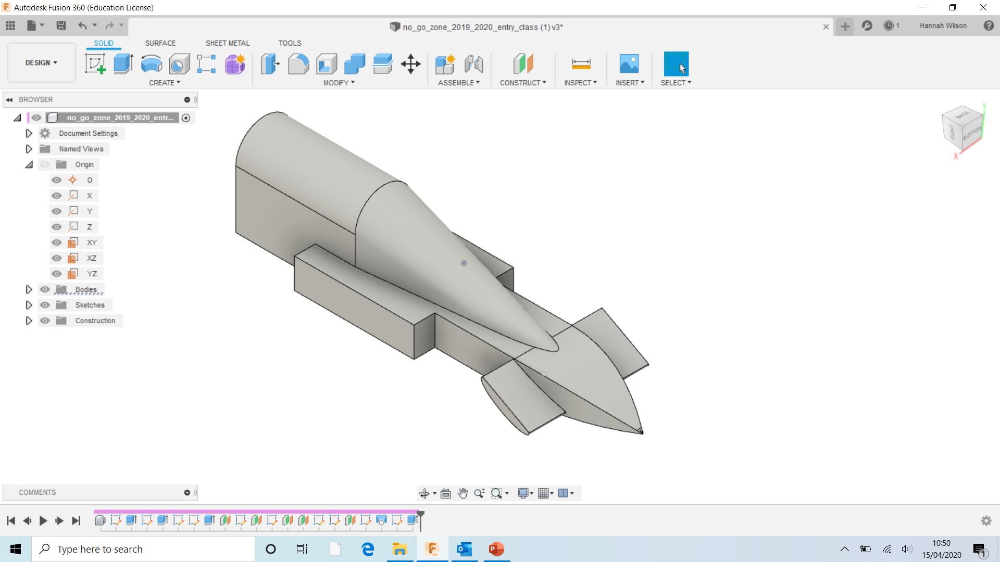 Autodesk Fusion 360 (Education License)
no_go_zone_2019_2020_entry_class (1) v3*
1
Hannah Wilson
SOLID
SURFACE
SHEET METAL
TOOLS
DESIGN
CREATE
MODIFY
ASSEMBLE
CONSTRUCT
INSPECT
INSERT
SELECT
BROWSER
no_go_zone_2019_2020_entr...
Document Settings
Named Views
Origin
O
X
Y
Z
XY
XZ
YZ
Bodies
Sketches
Construction
BACK
RIGHT
BOTTOM
Y
X
COMMENTS
Type here to search
10:50
15/04/2020
1